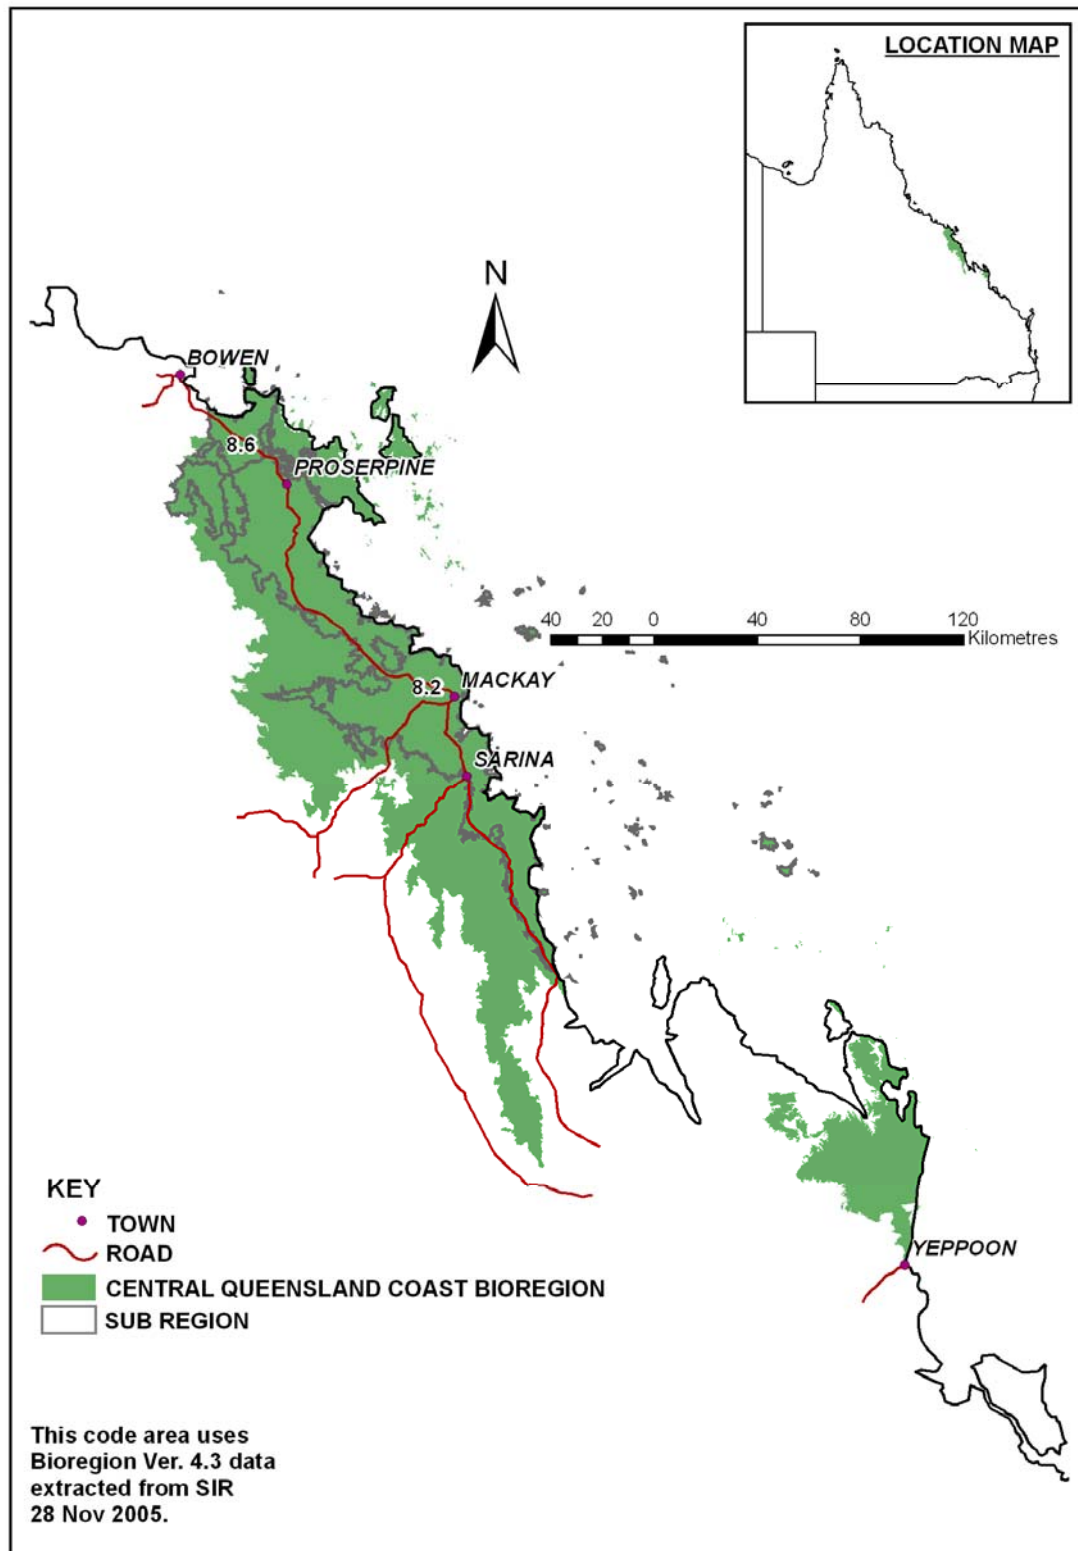 LOCATION MAP
N
BOWEN
8.6
PROSERPINE
40 20 0 40 80 120
Kilometres
8.2
MACKAY
SARINA
YEPPOON
KEY
TOWN
ROAD
CENTRAL QUEENSLAND COAST BIOREGION
SUB REGION
This code area uses
Bioregion Ver. 4.3 data
extracted from SIR
28 Nov 2005.